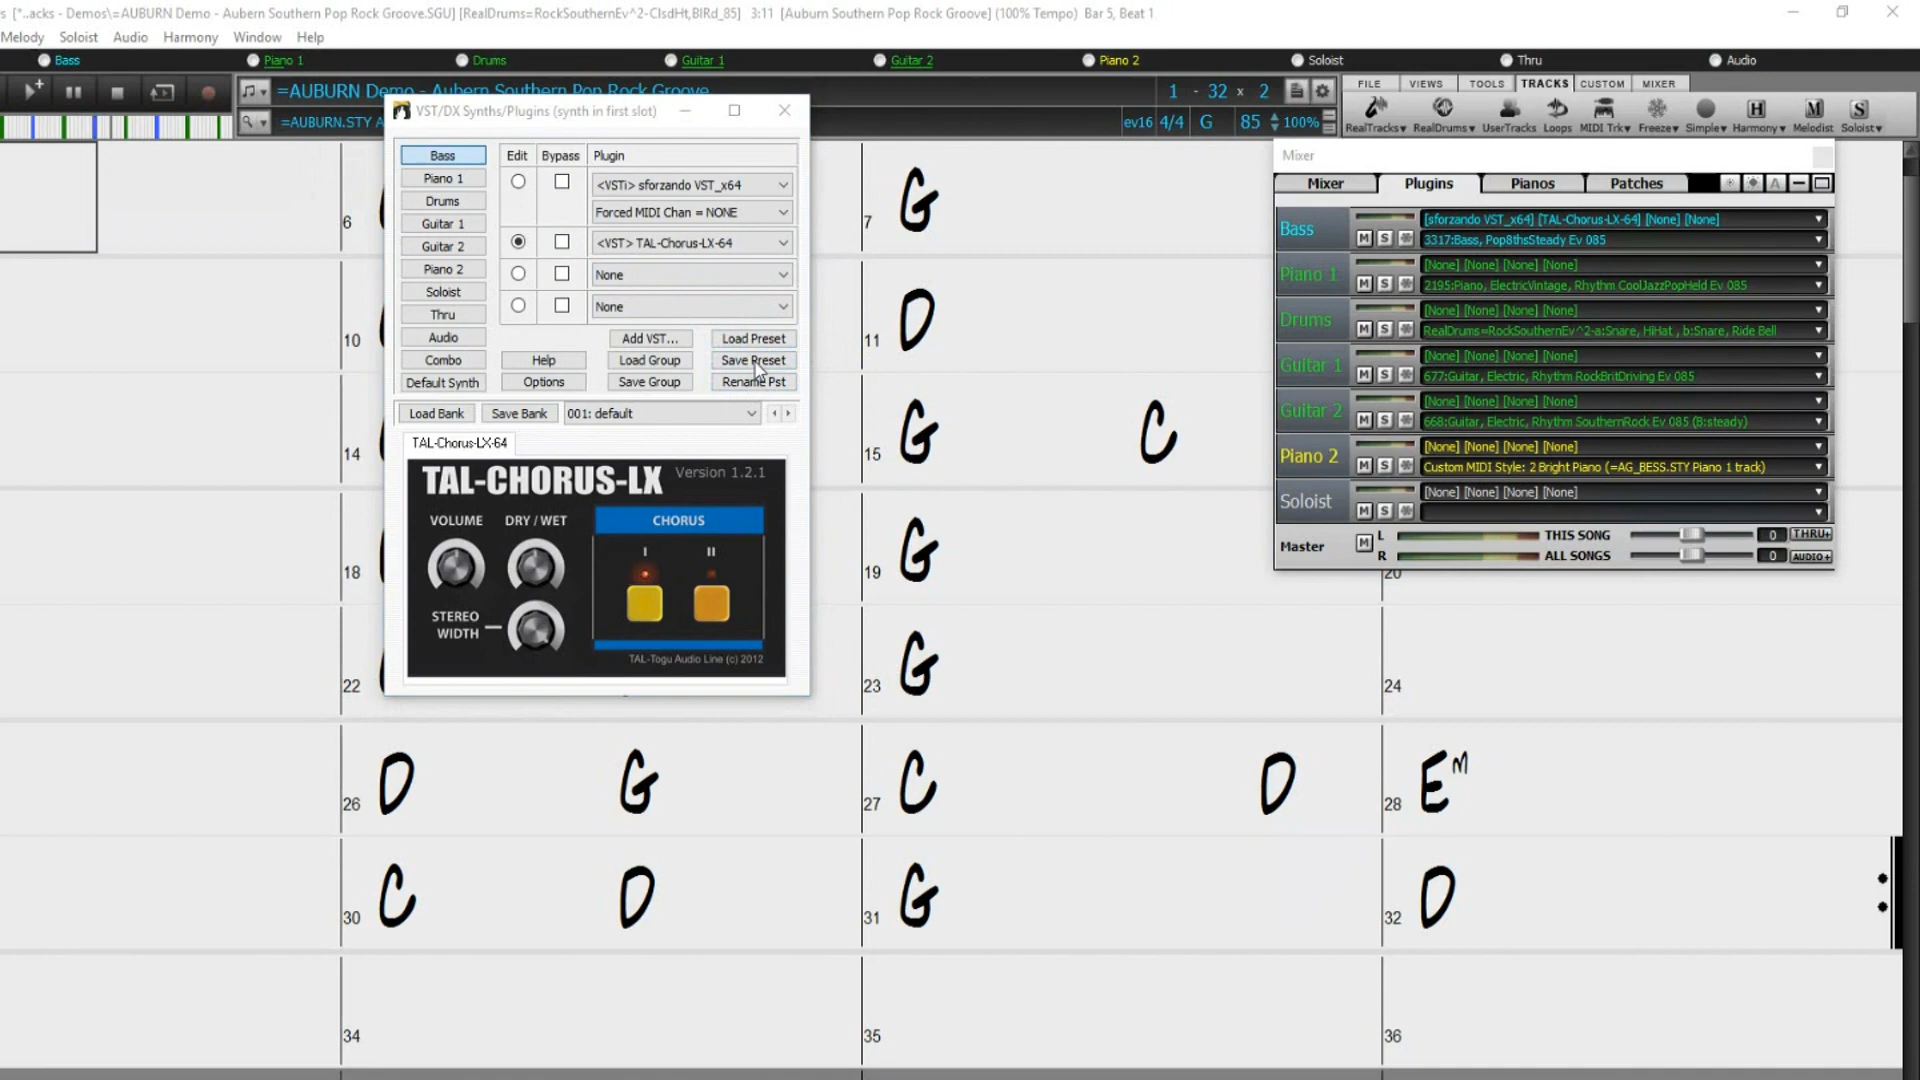 s ["..acks - Demos\=AUBURN Demo - Aubern Southern Pop Rock Groove.SGU] [RealDrums=RockSouthernEv^2-ClsdHt,BlRd_85] 3:11 [Auburn Southern Pop Rock Groove] (100% Tempo) Bar 5, Beat 1
Melody Soloist Audio Harmony Window Help
Bass Piano 1 Drums Guitar 1 Guitar 2 Piano 2 Soloist Thru Audio
=AUBURN Demo - Aubern Southern Pop Rock Groove 1 - 32 x 2
FILE VIEWS TOOLS TRACKS CUSTOM MIXER
=AUBURN.STY A ev16 4/4 G 85 100%
RealTracks RealDrums UserTracks Loops MIDI Trk Freeze Simple Harmony Melodist Soloist
VST/DX Synths/Plugins (synth in first slot)
Bass
Piano 1
Drums
Guitar 1
Guitar 2
Piano 2
Soloist
Thru
Audio
Combo
Default Synth
Edit Bypass Plugin
<VSTi> sforzando VST_x64
Forced MIDI Chan = NONE
<VST> TAL-Chorus-LX-64
None
None
Add VST... Load Preset
Help Load Group Save Preset
Options Save Group Rename Pst
Load Bank Save Bank 001: default
TAL-Chorus-LX-64
TAL-CHORUS-LX Version 1.2.1
VOLUME DRY / WET CHORUS
I II
STEREO
WIDTH
TAL-Togu Audio Line (c) 2012
Mixer
Mixer Plugins Pianos Patches A
Bass [sforzando VST_x64] [TAL-Chorus-LX-64] [None] [None]
M S 3317:Bass, Pop8thsSteady Ev 085
Piano 1 [None] [None] [None] [None]
M S 2195:Piano, ElectricVintage, Rhythm CoolJazzPopHeld Ev 085
Drums [None] [None] [None] [None]
M S RealDrums=RockSouthernEv^2-a:Snare, HiHat , b:Snare, Ride Bell
Guitar 1 [None] [None] [None] [None]
M S 677:Guitar, Electric, Rhythm RockBritDriving Ev 085
Guitar 2 [None] [None] [None] [None]
M S 668:Guitar, Electric, Rhythm SouthernRock Ev 085 (B:steady)
Piano 2 [None] [None] [None] [None]
M S Custom MIDI Style: 2 Bright Piano (=AG_BESS.STY Piano 1 track)
Soloist [None] [None] [None] [None]
M S
Master M L THIS SONG 0 THRU+
R ALL SONGS 0 AUDIO+
6 7 G
10 11 D
14 15 G C
18 19 G 20
22 23 G 24
26 D G 27 C D 28 Em
30 C D 31 G 32 D
34 35 36